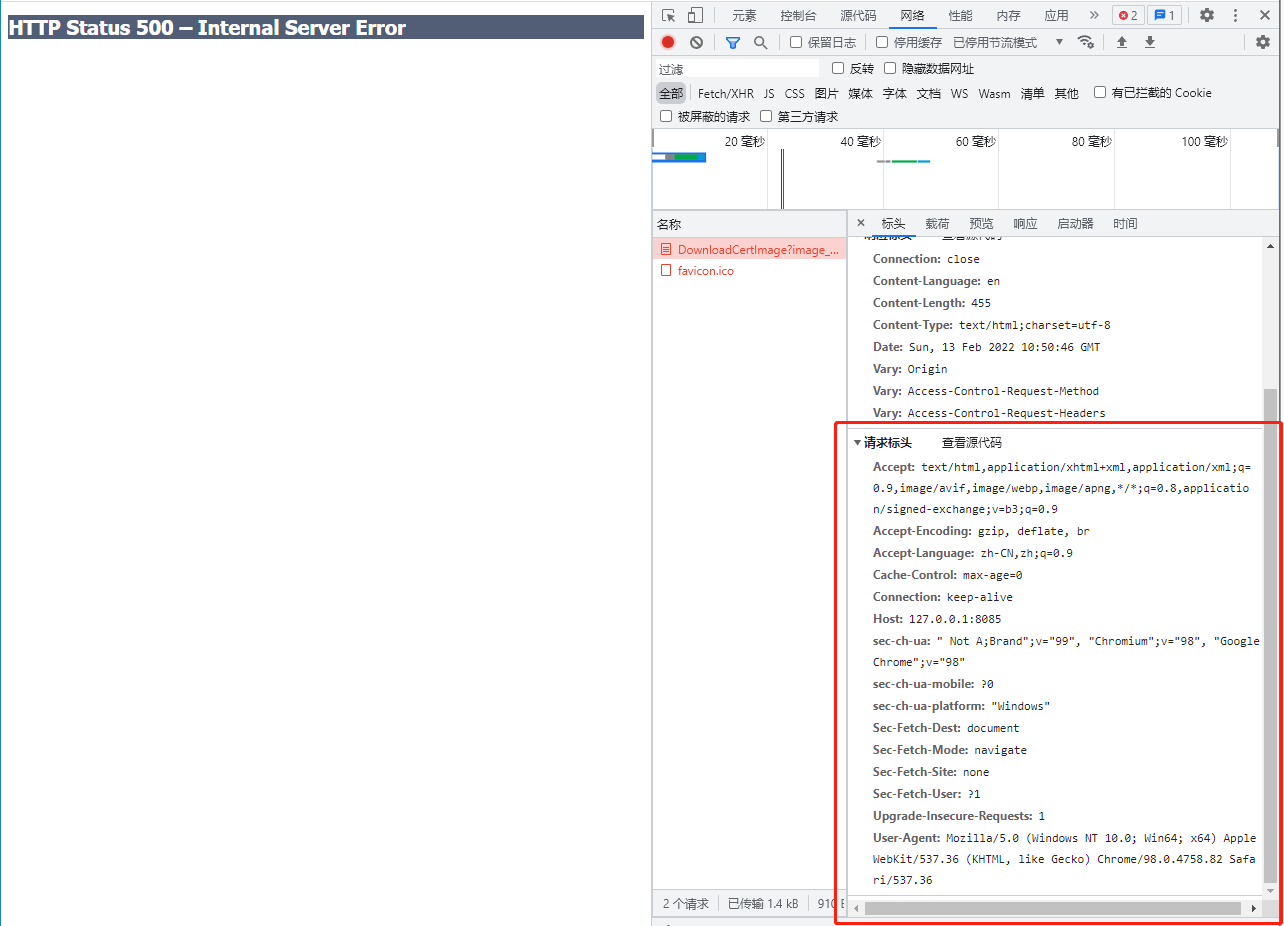 HTTP Status 500 – Internal Server Error
元素 控制台 源代码 网络 性能 内存 应用 » 2 1
保留日志 停用缓存 已停用节流模式
过滤 反转 隐藏数据网址
全部 Fetch/XHR JS CSS 图片 媒体 字体 文档 WS Wasm 清单 其他 有已拦截的 Cookie
被屏蔽的请求 第三方请求
20 毫秒 40 毫秒 60 毫秒 80 毫秒 100 毫秒
名称
DownloadCertImage?image_...
favicon.ico
2 个请求 已传输 1.4 kB 910
× 标头 载荷 预览 响应 启动器 时间
响应标头 查看源代码
Connection: close
Content-Language: en
Content-Length: 455
Content-Type: text/html;charset=utf-8
Date: Sun, 13 Feb 2022 10:50:46 GMT
Vary: Origin
Vary: Access-Control-Request-Method
Vary: Access-Control-Request-Headers
请求标头 查看源代码
Accept: text/html,application/xhtml+xml,application/xml;q=
0.9,image/avif,image/webp,image/apng,*/*;q=0.8,applicatio
n/signed-exchange;v=b3;q=0.9
Accept-Encoding: gzip, deflate, br
Accept-Language: zh-CN,zh;q=0.9
Cache-Control: max-age=0
Connection: keep-alive
Host: 127.0.0.1:8085
sec-ch-ua: " Not A;Brand";v="99", "Chromium";v="98", "Google
Chrome";v="98"
sec-ch-ua-mobile: ?0
sec-ch-ua-platform: "Windows"
Sec-Fetch-Dest: document
Sec-Fetch-Mode: navigate
Sec-Fetch-Site: none
Sec-Fetch-User: ?1
Upgrade-Insecure-Requests: 1
User-Agent: Mozilla/5.0 (Windows NT 10.0; Win64; x64) Apple
WebKit/537.36 (KHTML, like Gecko) Chrome/98.0.4758.82 Safa
ri/537.36